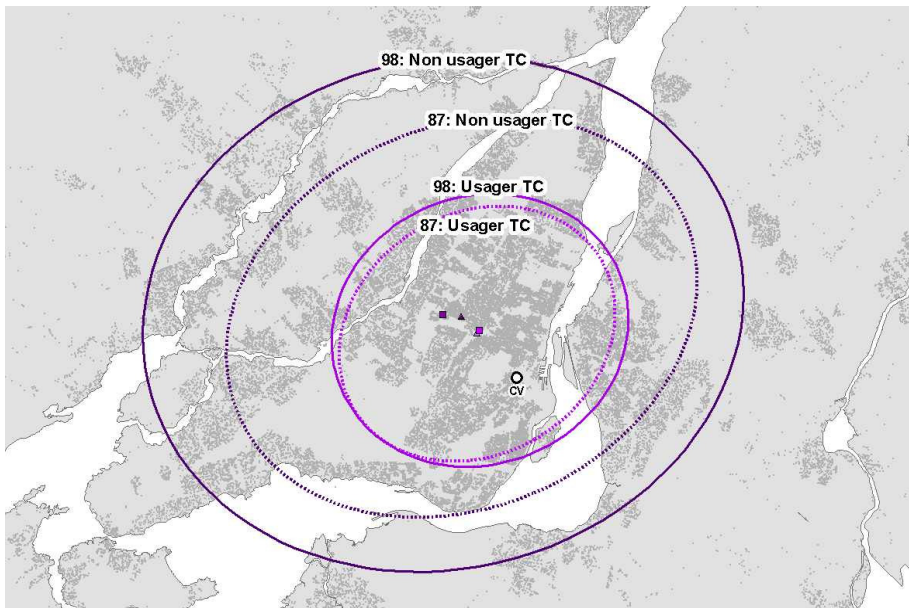 98: Non usager TC
87: Non usager TC
98: Usager TC
87: Usager TC
CV